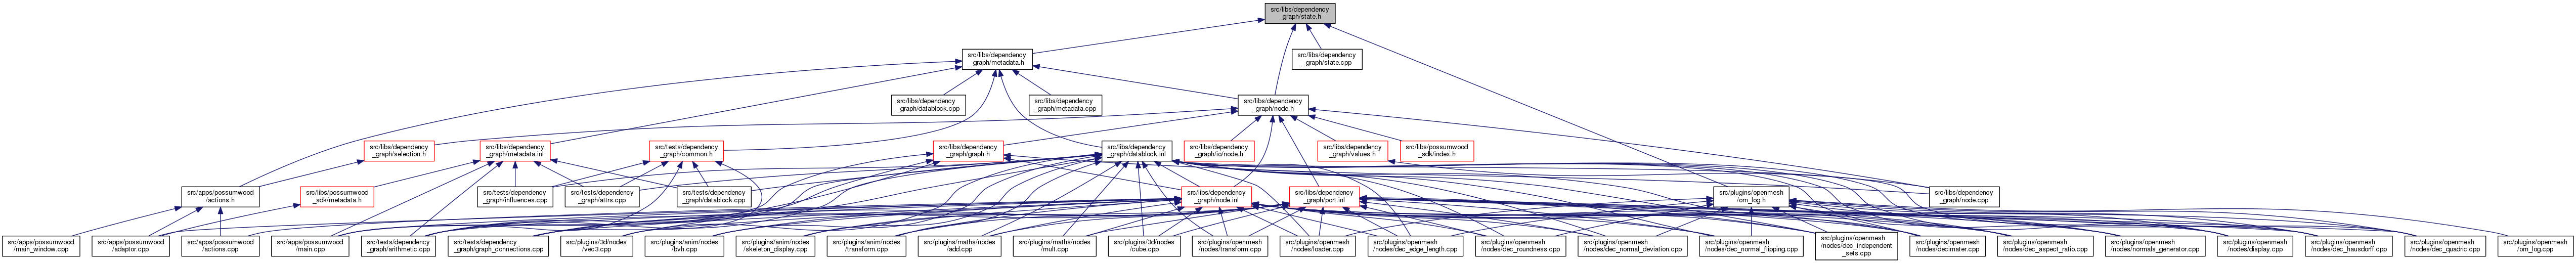 src/libs/dependency
_graph/state.h
src/libs/dependency
_graph/metadata.h
src/libs/dependency
_graph/state.cpp
src/libs/dependency
_graph/datablock.cpp
src/libs/dependency
_graph/metadata.cpp
src/libs/dependency
_graph/node.h
src/libs/dependency
_graph/selection.h
src/libs/dependency
_graph/metadata.inl
src/tests/dependency
_graph/common.h
src/libs/dependency
_graph/graph.h
src/libs/dependency
_graph/datablock.inl
src/libs/dependency
_graph/io/node.h
src/libs/dependency
_graph/values.h
src/libs/possumwood
_sdk/index.h
src/apps/possumwood
/actions.h
src/libs/possumwood
_sdk/metadata.h
src/tests/dependency
_graph/influences.cpp
src/tests/dependency
_graph/attrs.cpp
src/tests/dependency
_graph/datablock.cpp
src/libs/dependency
_graph/node.inl
src/libs/dependency
_graph/port.inl
src/plugins/openmesh
/om_log.h
src/libs/dependency
_graph/node.cpp
src/apps/possumwood
/main_window.cpp
src/apps/possumwood
/adaptor.cpp
src/apps/possumwood
/actions.cpp
src/apps/possumwood
/main.cpp
src/tests/dependency
_graph/arithmetic.cpp
src/tests/dependency
_graph/graph_connections.cpp
src/plugins/3d/nodes
/vec3.cpp
src/plugins/anim/nodes
/bvh.cpp
src/plugins/anim/nodes
/skeleton_display.cpp
src/plugins/anim/nodes
/transform.cpp
src/plugins/maths/nodes
/add.cpp
src/plugins/maths/nodes
/mult.cpp
src/plugins/3d/nodes
/cube.cpp
src/plugins/openmesh
/nodes/transform.cpp
src/plugins/openmesh
/nodes/loader.cpp
src/plugins/openmesh
/nodes/dec_edge_length.cpp
src/plugins/openmesh
/nodes/dec_roundness.cpp
src/plugins/openmesh
/nodes/dec_normal_deviation.cpp
src/plugins/openmesh
/nodes/dec_normal_flipping.cpp
src/plugins/openmesh
/nodes/dec_independent
_sets.cpp
src/plugins/openmesh
/nodes/decimater.cpp
src/plugins/openmesh
/nodes/dec_aspect_ratio.cpp
src/plugins/openmesh
/nodes/normals_generator.cpp
src/plugins/openmesh
/nodes/display.cpp
src/plugins/openmesh
/nodes/dec_hausdorff.cpp
src/plugins/openmesh
/nodes/dec_quadric.cpp
src/plugins/openmesh
/om_log.cpp